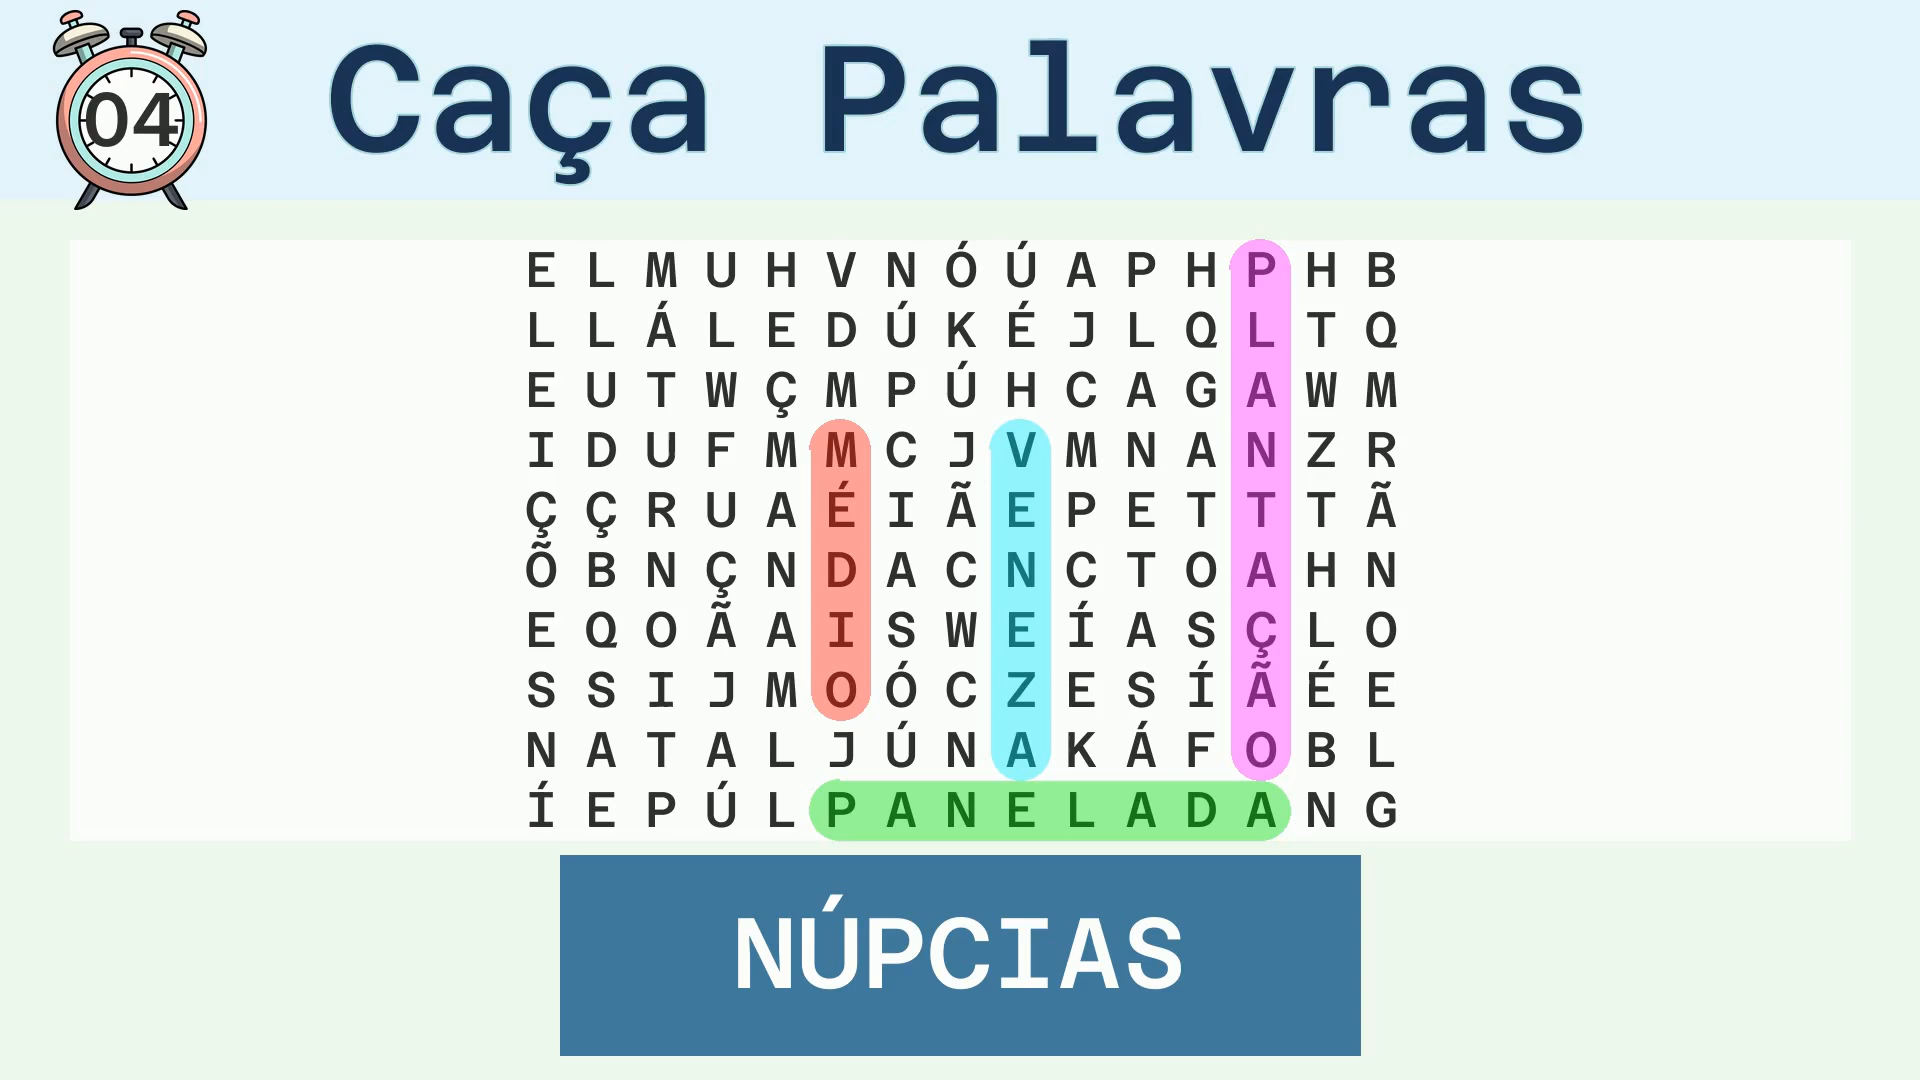 04
Caça Palavras
E L M U H V N Ó Ú A P H P H B
L L Á L E D Ú K É J L Q L T Q
E U T W Ç M P Ú H C A G A W M
I D U F M M C J V M N A N Z R
Ç Ç R U A É I Ã E P E T T T Ã
Õ B N Ç N D A C N C T O A H N
E Q O Ã A I S W E Í A S Ç L O
S S I J M O Ó C Z E S Í Ã É E
N A T A L J Ú N A K Á F O B L
Í E P Ú L P A N E L A D A N G
NÚPCIAS